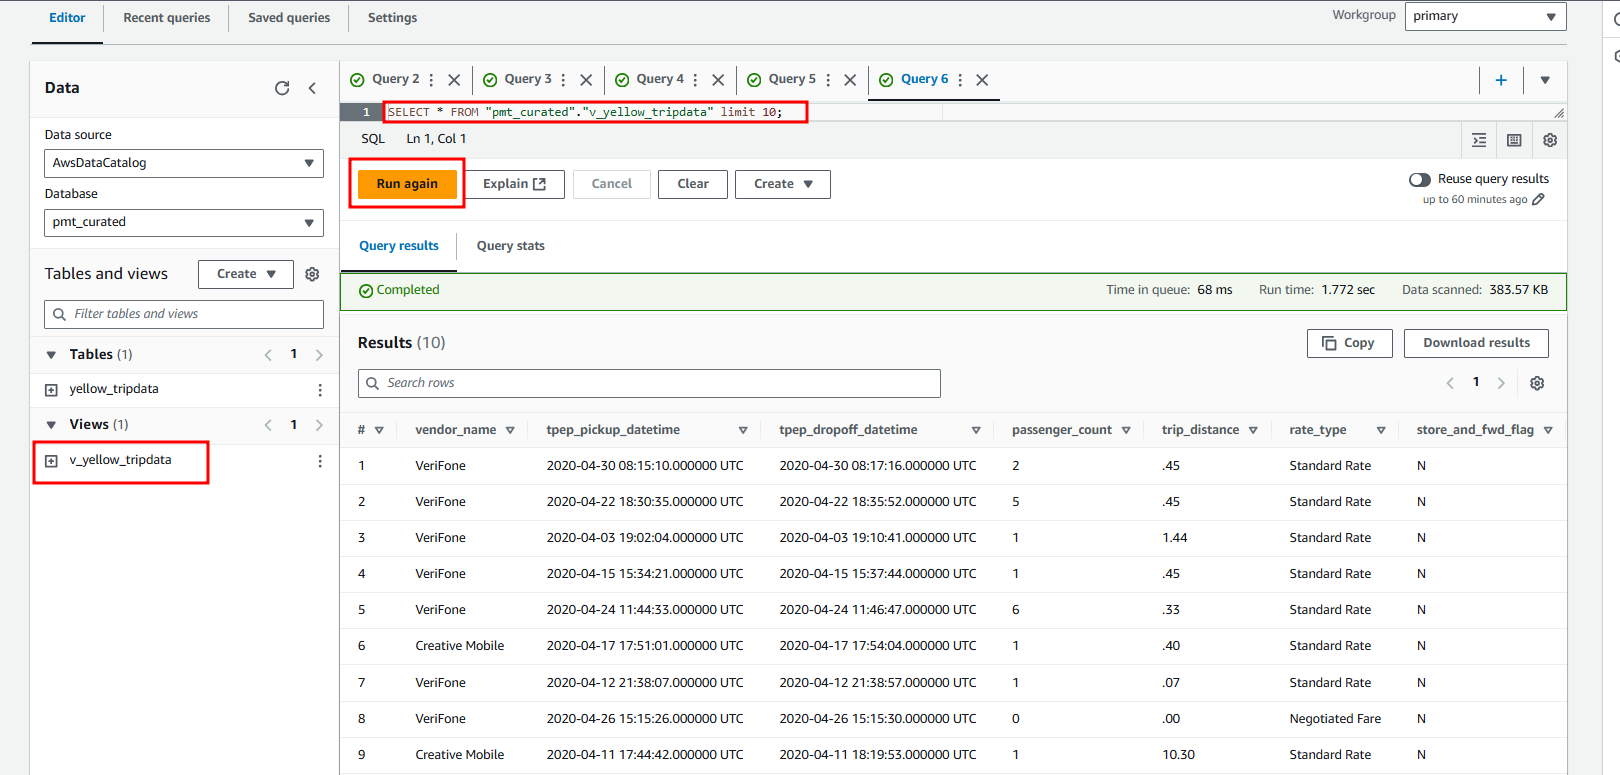 Editor Recent queries Saved queries Settings Workgroup primary
Data
Data source
AwsDataCatalog
Database
pmt_curated
Tables and views Create
Filter tables and views
Tables (1) 1
yellow_tripdata
Views (1) 1
v_yellow_tripdata
Query 2 Query 3 Query 4 Query 5 Query 6
1 SELECT * FROM "pmt_curated"."v_yellow_tripdata" limit 10;
SQL Ln 1, Col 1
Run again Explain Cancel Clear Create
Reuse query results
up to 60 minutes ago
Query results Query stats
Completed Time in queue: 68 ms Run time: 1.772 sec Data scanned: 383.57 KB
Results (10) Copy Download results
Search rows 1
# vendor_name tpep_pickup_datetime tpep_dropoff_datetime passenger_count trip_distance rate_type store_and_fwd_flag
1 VeriFone 2020-04-30 08:15:10.000000 UTC 2020-04-30 08:17:16.000000 UTC 2 .45 Standard Rate N
2 VeriFone 2020-04-22 18:30:35.000000 UTC 2020-04-22 18:35:52.000000 UTC 5 .45 Standard Rate N
3 VeriFone 2020-04-03 19:02:04.000000 UTC 2020-04-03 19:10:41.000000 UTC 1 1.44 Standard Rate N
4 VeriFone 2020-04-15 15:34:21.000000 UTC 2020-04-15 15:37:44.000000 UTC 1 .45 Standard Rate N
5 VeriFone 2020-04-24 11:44:33.000000 UTC 2020-04-24 11:46:47.000000 UTC 6 .33 Standard Rate N
6 Creative Mobile 2020-04-17 17:51:01.000000 UTC 2020-04-17 17:54:04.000000 UTC 1 .40 Standard Rate N
7 VeriFone 2020-04-12 21:38:07.000000 UTC 2020-04-12 21:38:57.000000 UTC 1 .07 Standard Rate N
8 VeriFone 2020-04-26 15:15:26.000000 UTC 2020-04-26 15:15:30.000000 UTC 0 .00 Negotiated Fare N
9 Creative Mobile 2020-04-11 17:44:42.000000 UTC 2020-04-11 18:19:53.000000 UTC 1 10.30 Standard Rate N